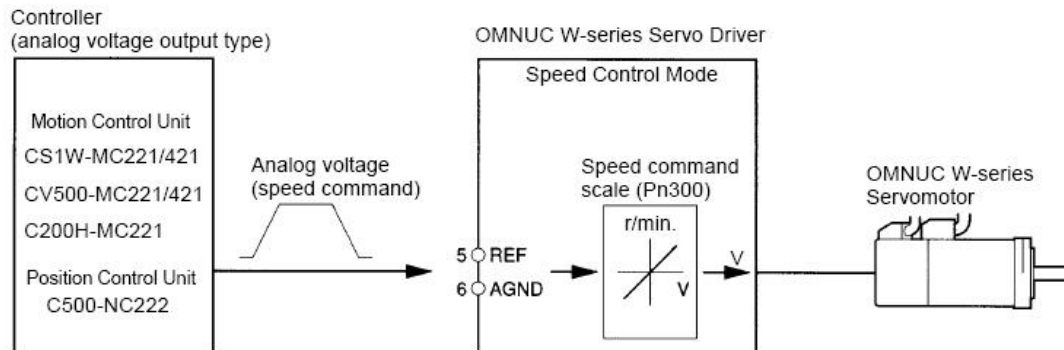 Controller
(analog voltage output type)
Motion Control Unit
CS1W-MC221/421
CV500-MC221/421
C200H-MC221
Position Control Unit
C500-NC222
Analog voltage
(speed command)
OMNUC W-series Servo Driver
Speed Control Mode
5 REF
6 AGND
Speed command
scale (Pn300)
r/min.
V
V
OMNUC W-series
Servomotor